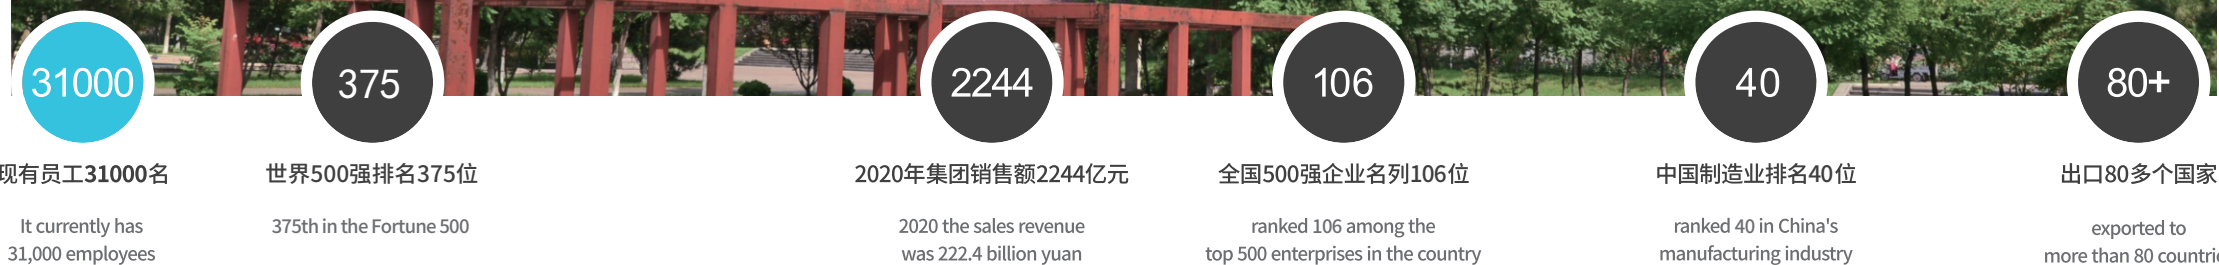 31000
375
2244
106
40
80+
现有员工31000名
世界500强排名375位
2020年集团销售额2244亿元
全国500强企业名列106位
中国制造业排名40位
出口80多个国家
It currently has
31,000 employees
375th in the Fortune 500
2020 the sales revenue
was 222.4 billion yuan
ranked 106 among the
top 500 enterprises in the country
ranked 40 in China's
manufacturing industry
exported to
more than 80 countri